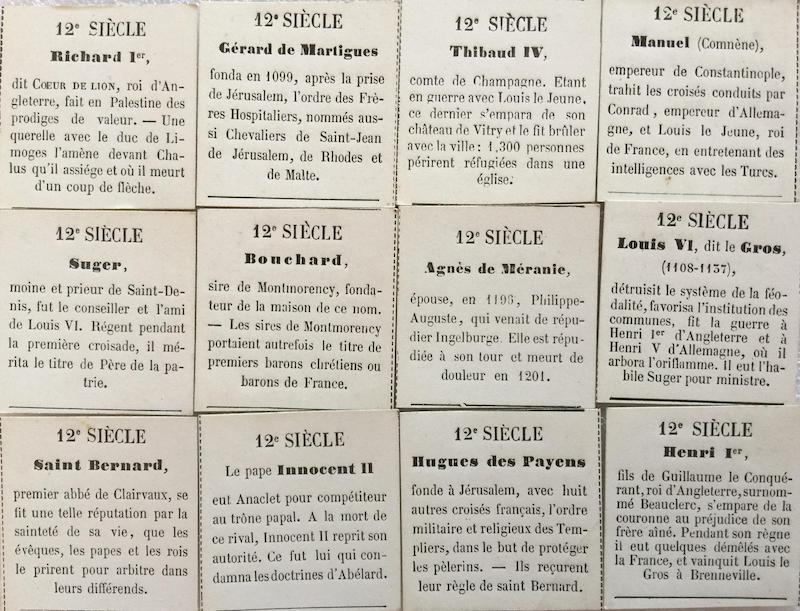 12e SIÈCLE
Richard Ier,
dit COEUR DE LION, roi d'An-
gleterre, fait en Palestine des
prodiges de valeur. — Une
querelle avec le duc de Li-
moges l'amène devant Cha-
lus qu'il assiége et où il meurt
d'un coup de flèche.
12e SIÈCLE
Gérard de Martigues
fonda en 1099, après la prise
de Jérusalem, l'ordre des Frè-
res Hospitaliers, nommés aus-
si Chevaliers de Saint-Jean
de Jérusalem, de Rhodes et
de Malte.
12e SIÈCLE
Thibaud IV,
comte de Champagne. Etant
en guerre avec Louis le Jeune,
ce dernier s'empara de son
château de Vitry et le fit brûler
avec la ville: 1,300 personnes
périrent réfugiées dans une
église.
12e SIÈCLE
Manuel (Comnène),
empereur de Constantinople,
trahit les croisés conduits par
Conrad, empereur d'Allema-
gne, et Louis le Jeune, roi
de France, en entretenant des
intelligences avec les Turcs.
12e SIÈCLE
Suger,
moine et prieur de Saint-De-
nis, fut le conseiller et l'ami
de Louis VI. Régent pendant
la première croisade, il mé-
rita le titre de Père de la pa-
trie.
12e SIÈCLE
Bouchard,
sire de Montmorency, fonda-
teur de la maison de ce nom.
— Les sires de Montmorency
portaient autrefois le titre de
premiers barons chrétiens ou
barons de France.
12e SIÈCLE
Agnès de Méranie,
épouse, en 1196, Philippe-
Auguste, qui venait de répu-
dier Ingelburge. Elle est répu-
diée à son tour et meurt de
douleur en 1201.
12e SIÈCLE
Louis VI, dit le Gros,
(1108-1137),
détruisit le système de la féo-
dalité, favorisa l'institution des
communes, fit la guerre à
Henri Ier d'Angleterre et à
Henri V d'Allemagne, où il
arbora l'oriflamme. Il eut l'ha-
bile Suger pour ministre.
12e SIÈCLE
Saint Bernard,
premier abbé de Clairvaux, se
fit une telle réputation par la
sainteté de sa vie, que les
évêques, les papes et les rois
le prirent pour arbitre dans
leurs différends.
12e SIÈCLE
Le pape Innocent II
eut Anaclet pour compétiteur
au trône papal. A la mort de
ce rival, Innocent II reprit son
autorité. Ce fut lui qui con-
damna les doctrines d'Abélard.
12e SIÈCLE
Hugues des Payens
fonde à Jérusalem, avec huit
autres croisés français, l'ordre
militaire et religieux des Tem-
pliers, dans le but de protéger
les pèlerins. — Ils reçurent
leur règle de saint Bernard.
12e SIÈCLE
Henri Ier,
fils de Guillaume le Conqué-
rant, roi d'Angleterre, surnom-
mé Beauclerc, s'empare de la
couronne au préjudice de son
frère aîné. Pendant son règne
il eut quelques démêlés avec
la France, et vainquit Louis le
Gros à Brenneville.